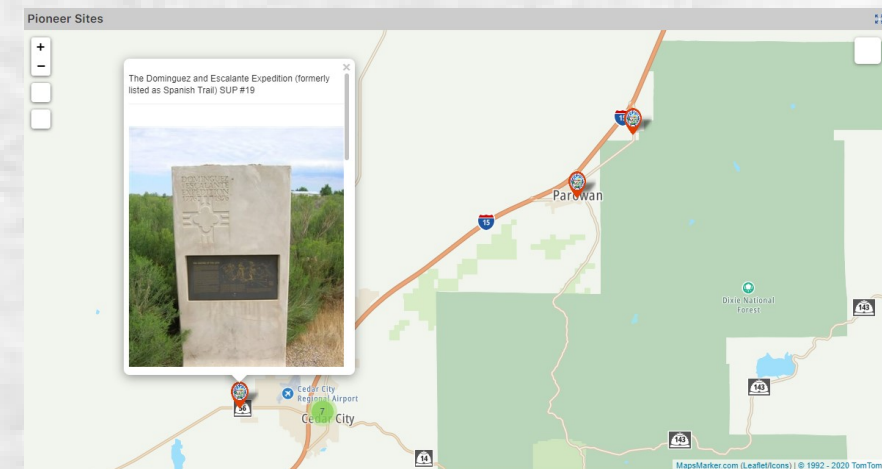 Pioneer Sites
+
−
×
The Dominguez and Escalante Expedition (formerly
listed as Spanish Trail) SUP #19
15
Parowan
15
Dixie National
Forest
143
143
143
56
Cedar City
Regional Airport
7
Cedar City
14
MapsMarker.com (Leaflet/Icons) | © 1992 - 2020 TomTom